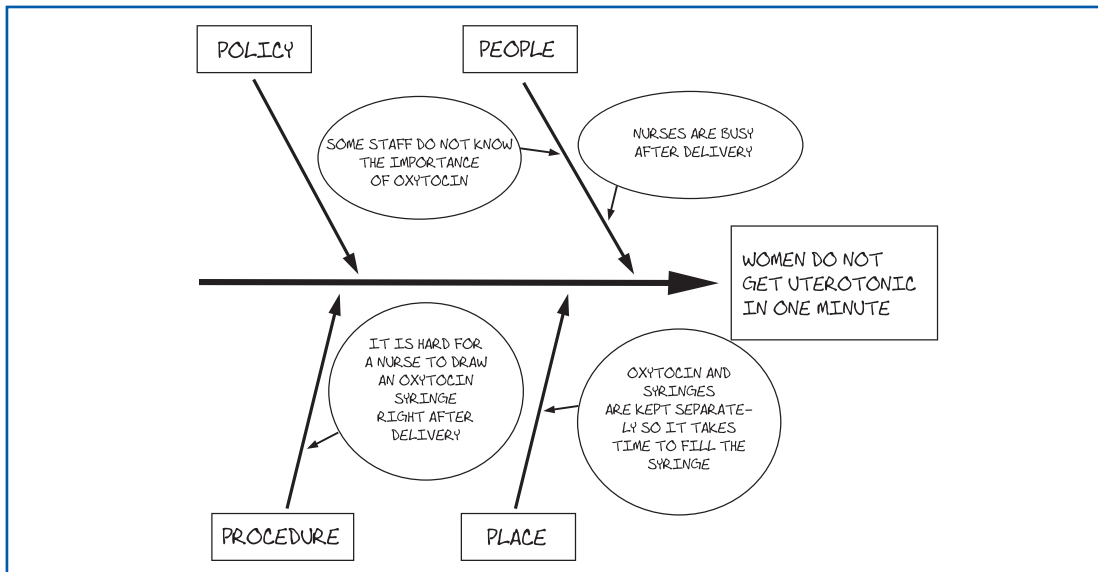 POLICY
PEOPLE
SOME STAFF DO NOT KNOW
THE IMPORTANCE
OF OXYTOCIN
NURSES ARE BUSY
AFTER DELIVERY
WOMEN DO NOT
GET UTEROTONIC
IN ONE MINUTE
IT IS HARD FOR
A NURSE TO DRAW
AN OXYTOCIN
SYRINGE
RIGHT AFTER
DELIVERY
OXYTOCIN AND
SYRINGES
ARE KEPT SEPARATE-
LY SO IT TAKES
TIME TO FILL THE
SYRINGE
PROCEDURE
PLACE